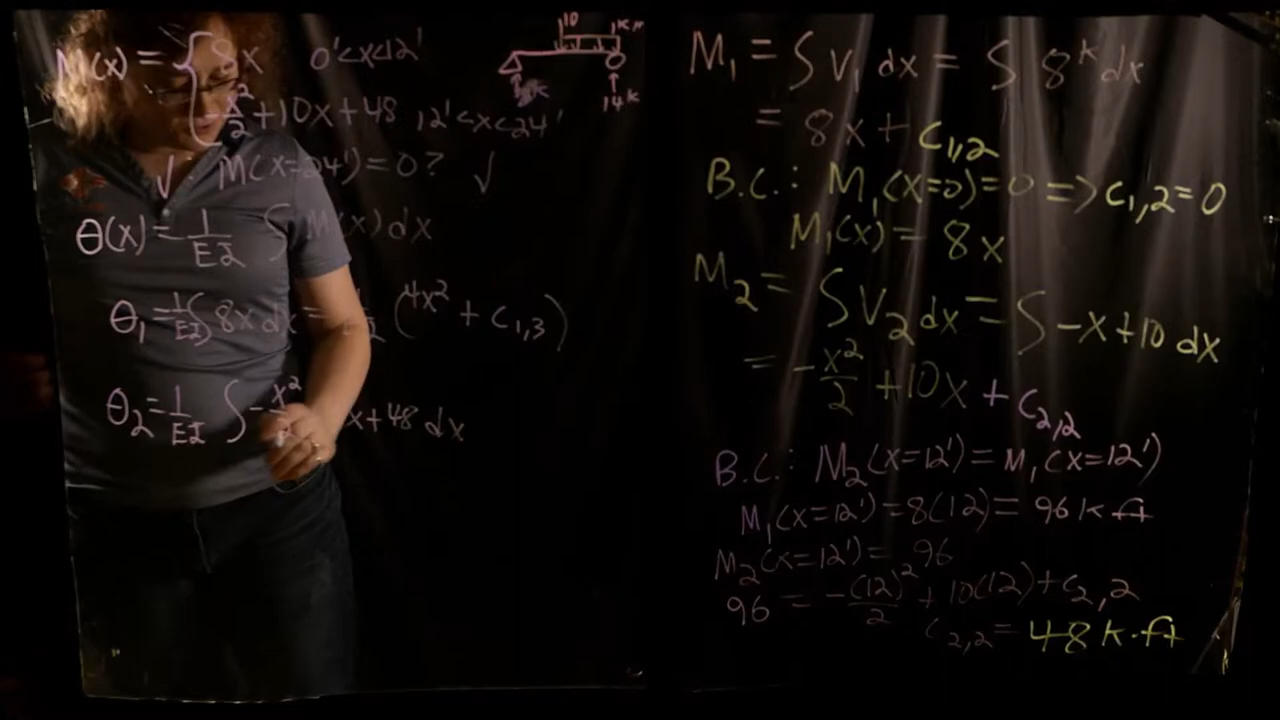 M(x) = { 8x 0'<x<12'
-x²/2 + 10x + 48 12'<x<24'
√ M(x=24') = 0? √
θ(x) = 1/EI ∫ M(x) dx
θ₁ = 1/EI ∫ 8x dx = 1/EI (4x² + C₁,₃)
θ₂ = 1/EI ∫ -x²/2 x + 48 dx
10 1k/ft
k 14k
M₁ = ∫ V₁ dx = ∫ 8ᵏ dx
= 8x + C₁,₂
B.C.: M₁(x=0) = 0 => C₁,₂ = 0
M₁(x) = 8x
M₂ = ∫ V₂ dx = ∫ -x + 10 dx
= -x²/2 + 10x + C₂,₂
B.C.: M₂(x=12') = M₁(x=12')
M₁(x=12') = 8(12) = 96 k ft
M₂(x=12') = 96
96 = -(12)²/2 + 10(12) + C₂,₂
C₂,₂ = 48 k·ft